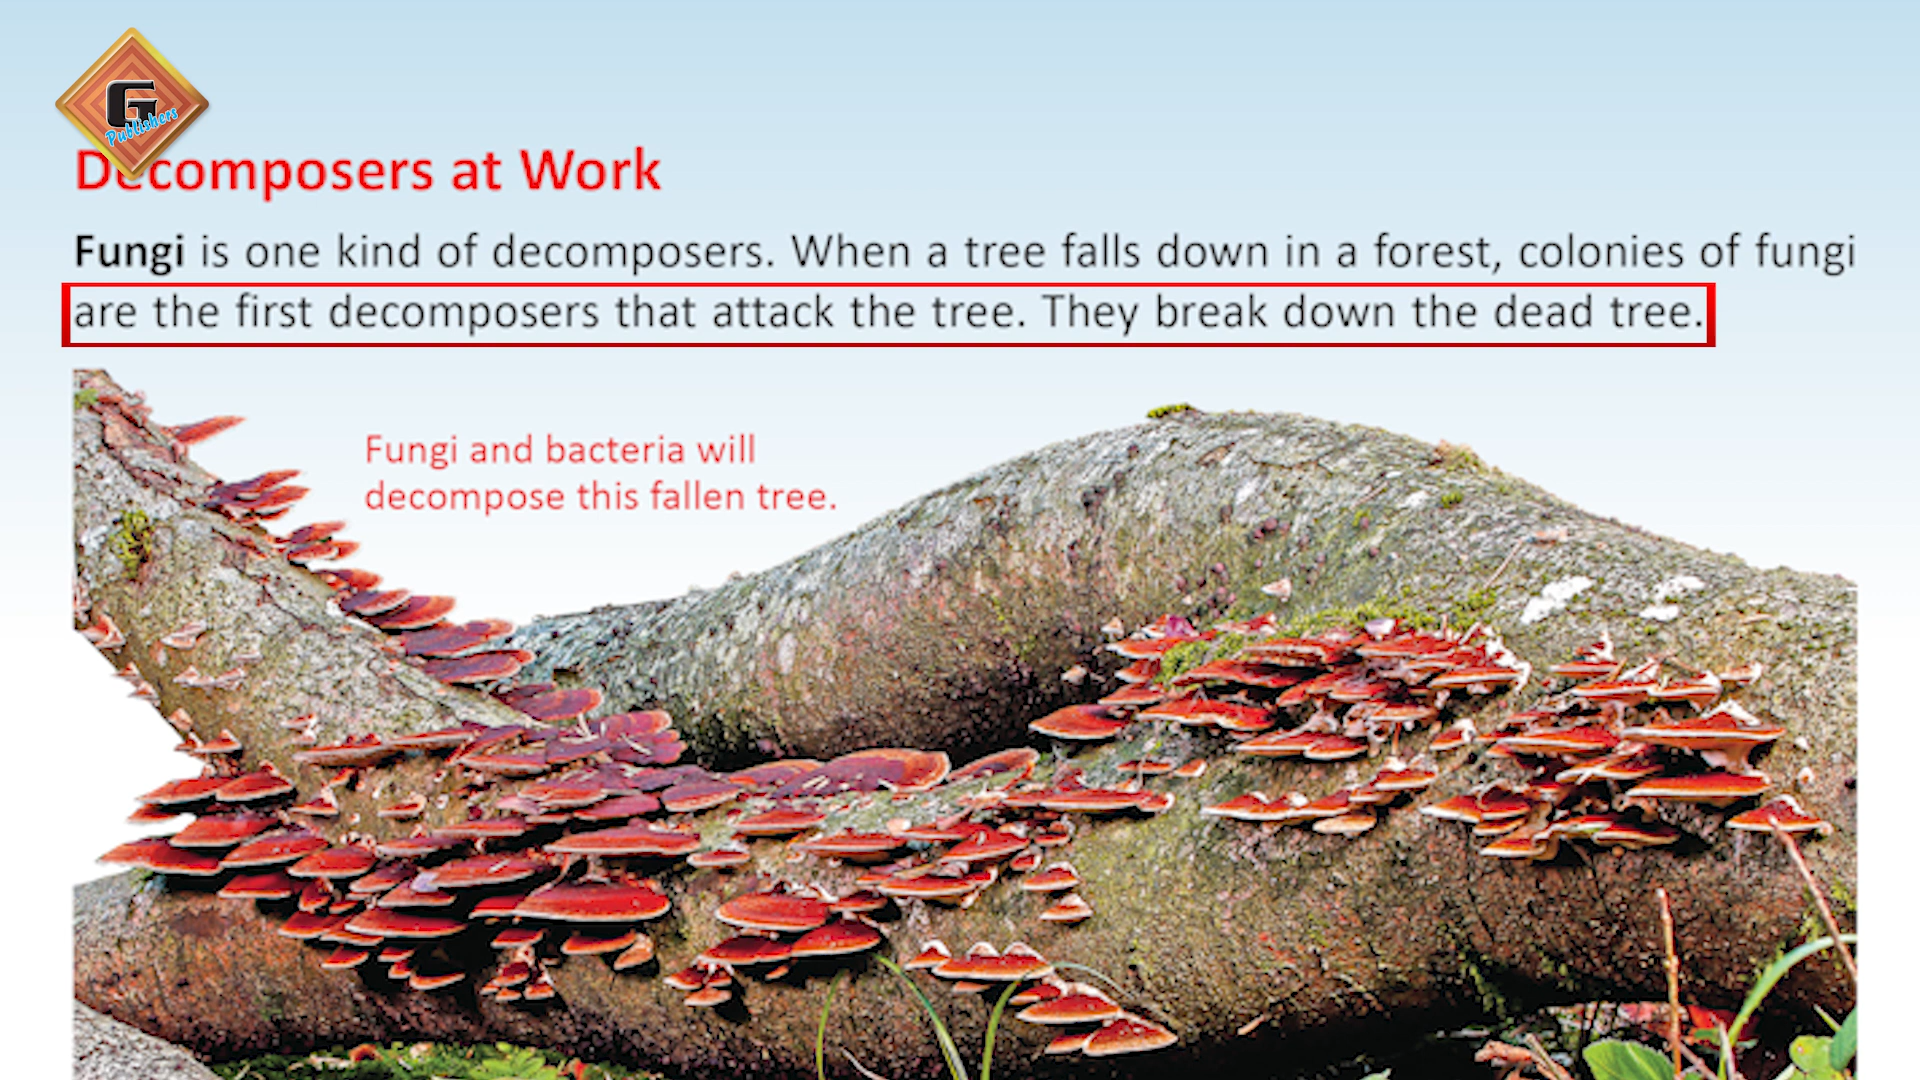 G
Publishers
Decomposers at Work
Fungi is one kind of decomposers. When a tree falls down in a forest, colonies of fungi
are the first decomposers that attack the tree. They break down the dead tree.
Fungi and bacteria will
decompose this fallen tree.